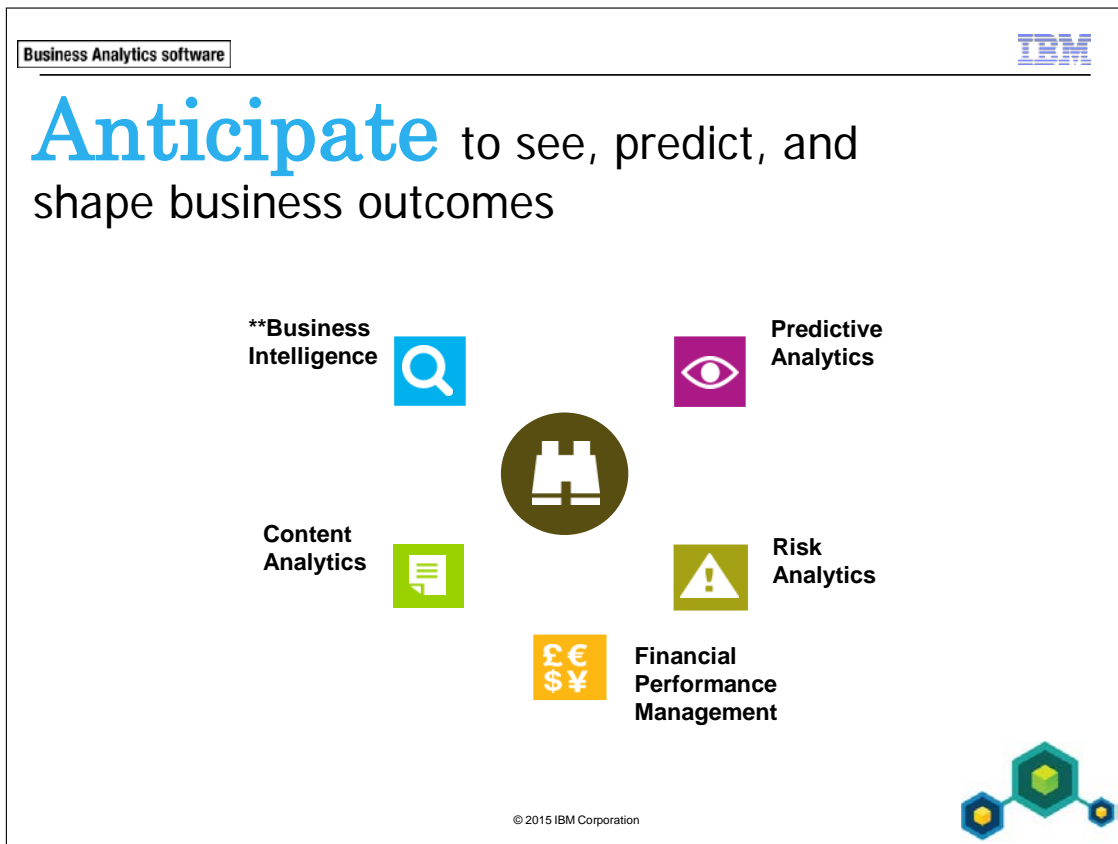 Business Analytics software
IBM
Anticipate to see, predict, and
shape business outcomes
**Business
Intelligence
Predictive
Analytics
Content
Analytics
Risk
Analytics
£€
$¥
Financial
Performance
Management
© 2015 IBM Corporation